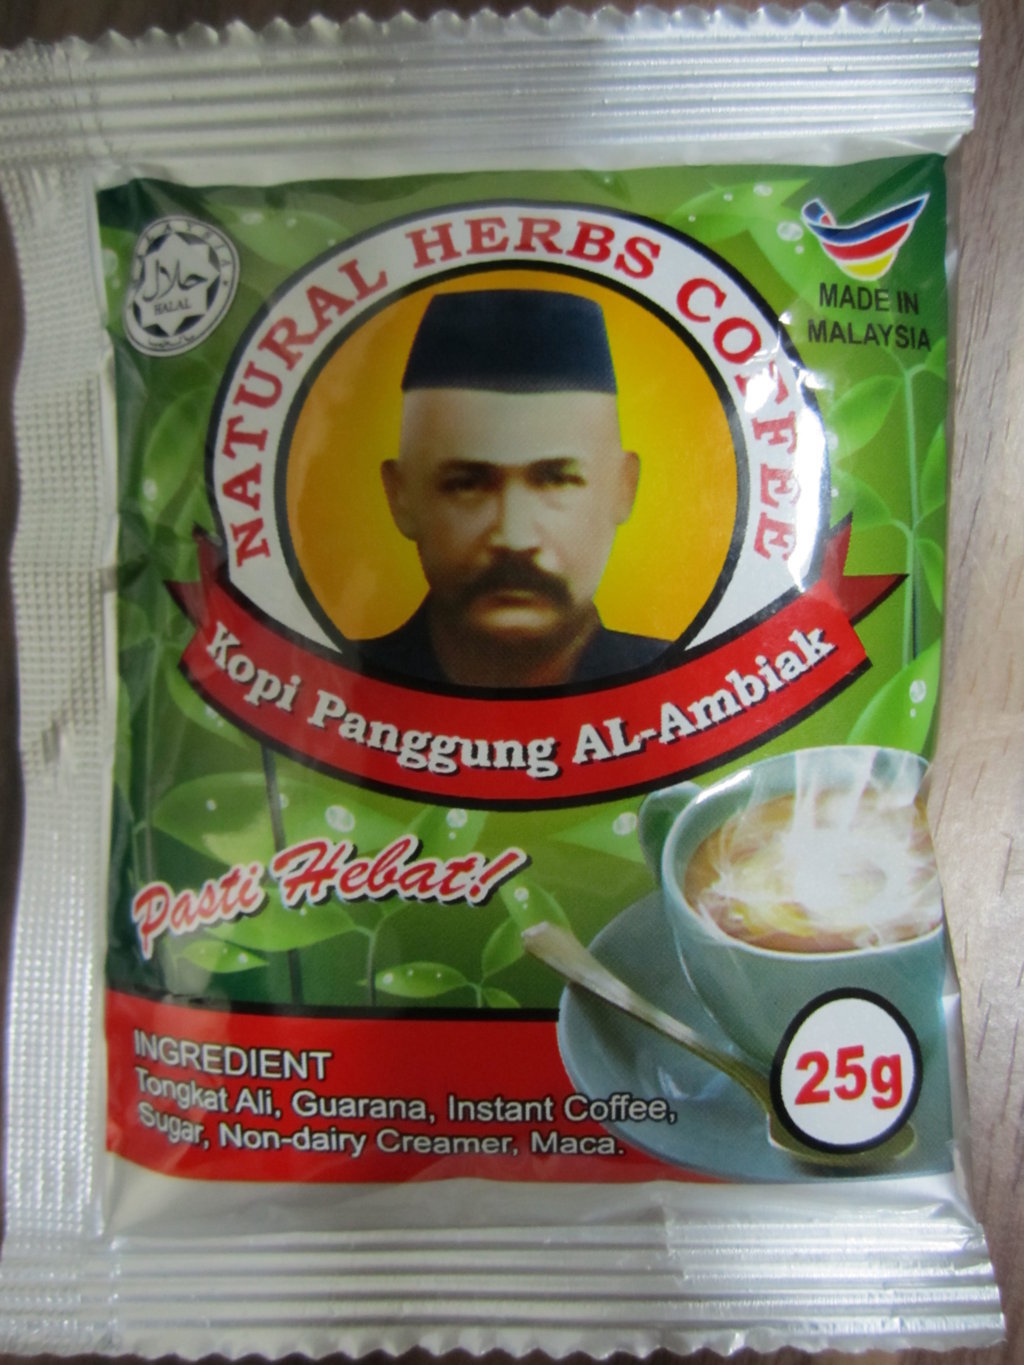 حلال
HALAL
MADE IN
MALAYSIA
NATURAL HERBS COFFEE
Kopi Panggung AL-Ambiak
Pasti Hebat!
25g
INGREDIENT
Tongkat Ali, Guarana, Instant Coffee,
Sugar, Non-dairy Creamer, Maca.